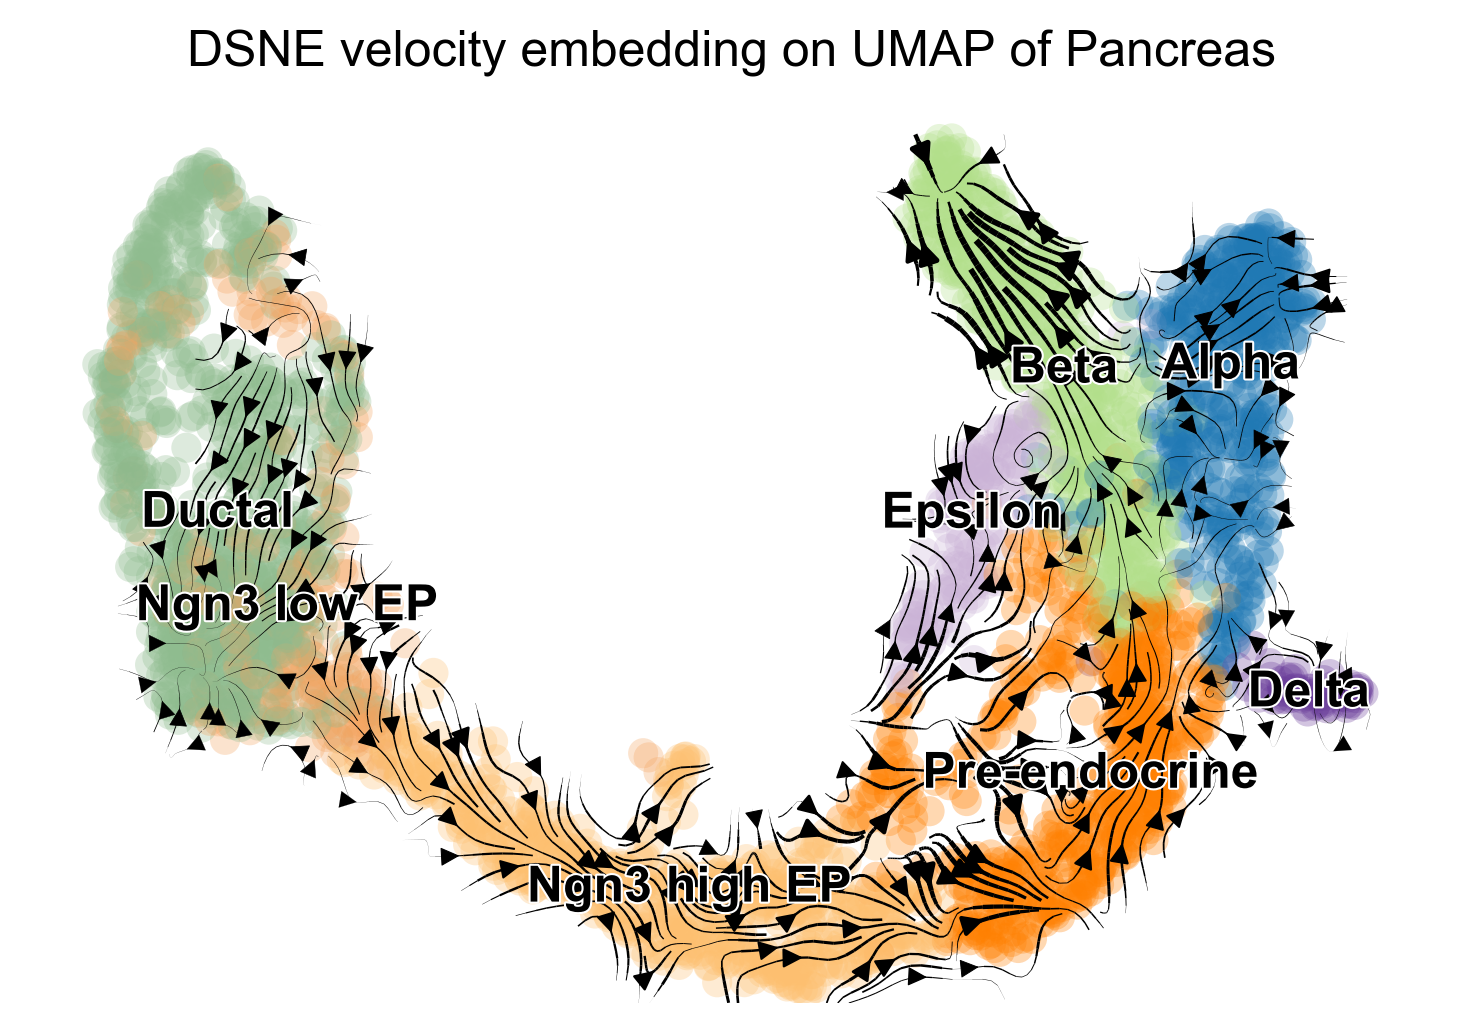 DSNE velocity embedding on UMAP of Pancreas
Beta
Alpha
Ductal
Epsilon
Ngn3 low EP
Delta
Pre-endocrine
Ngn3 high EP